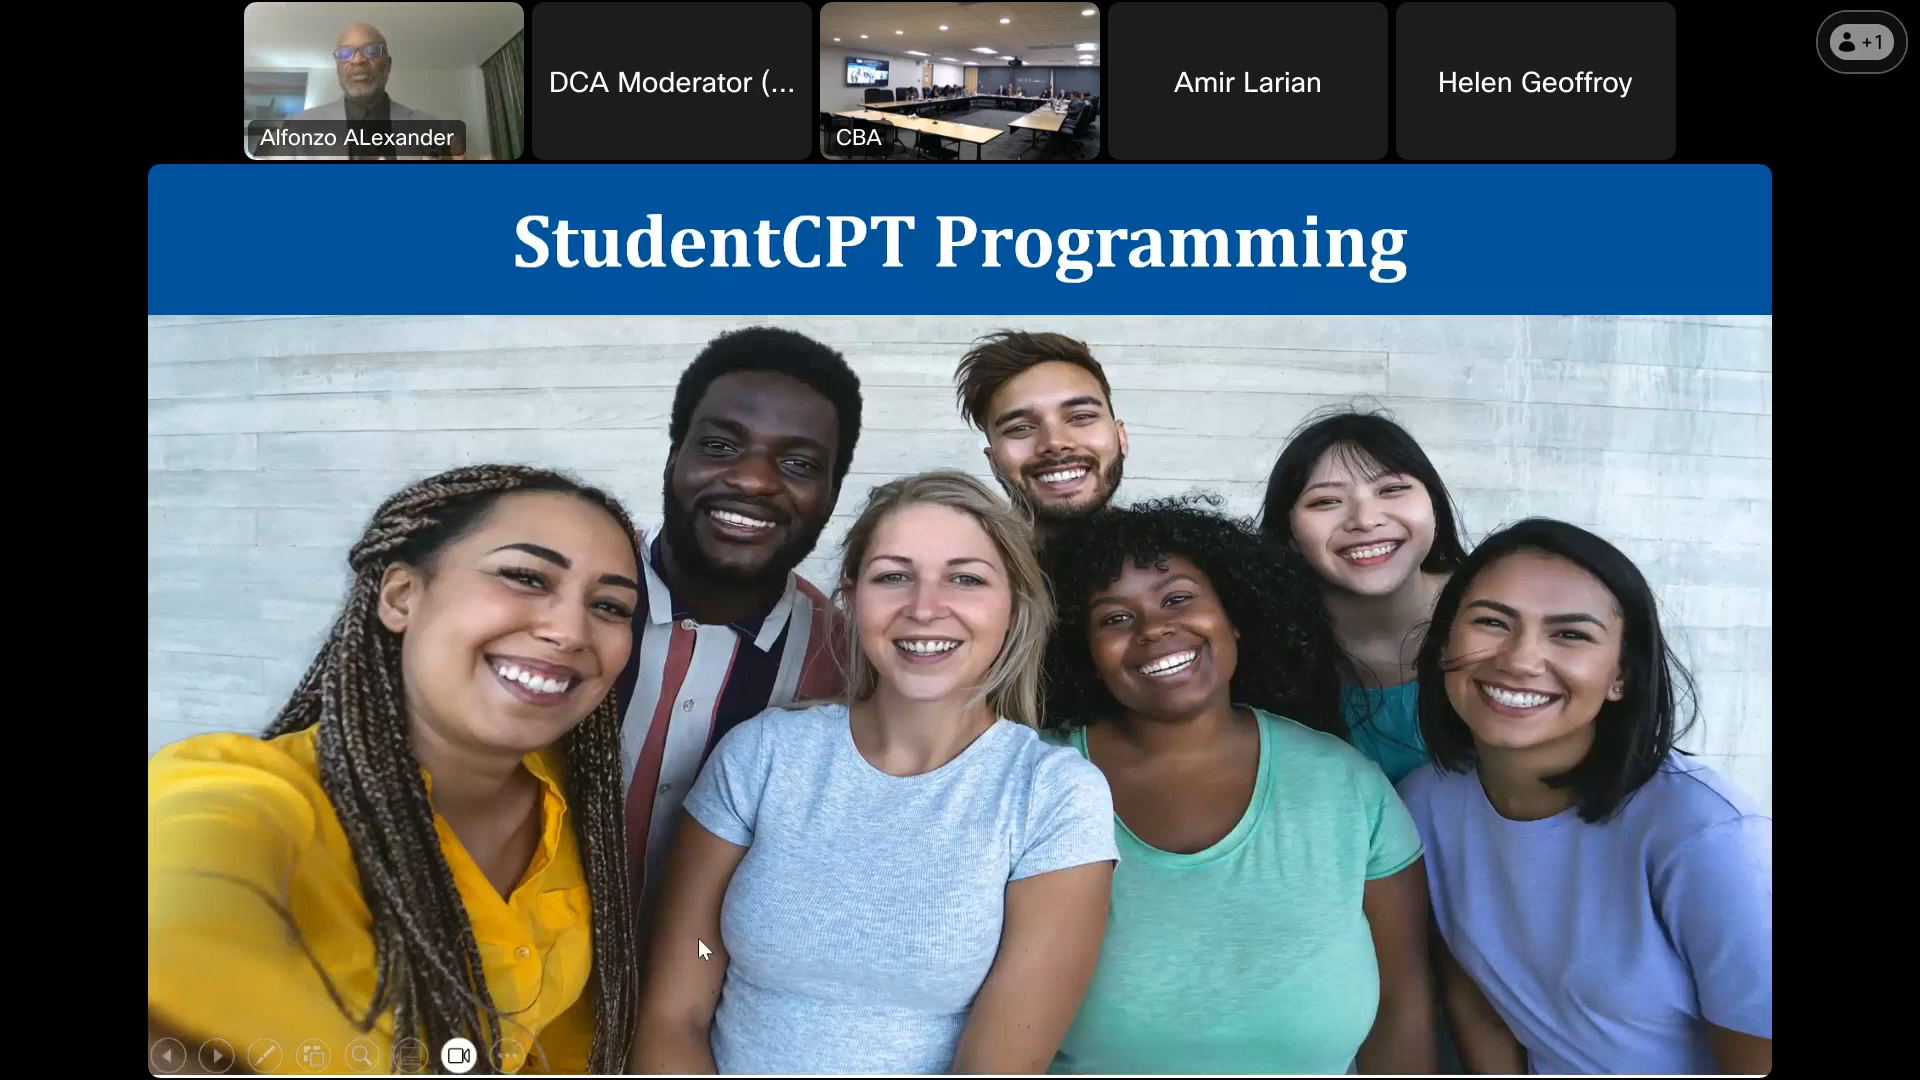 Alfonzo ALexander
DCA Moderator (...
CBA
Amir Larian
Helen Geoffroy
+1
StudentCPT Programming